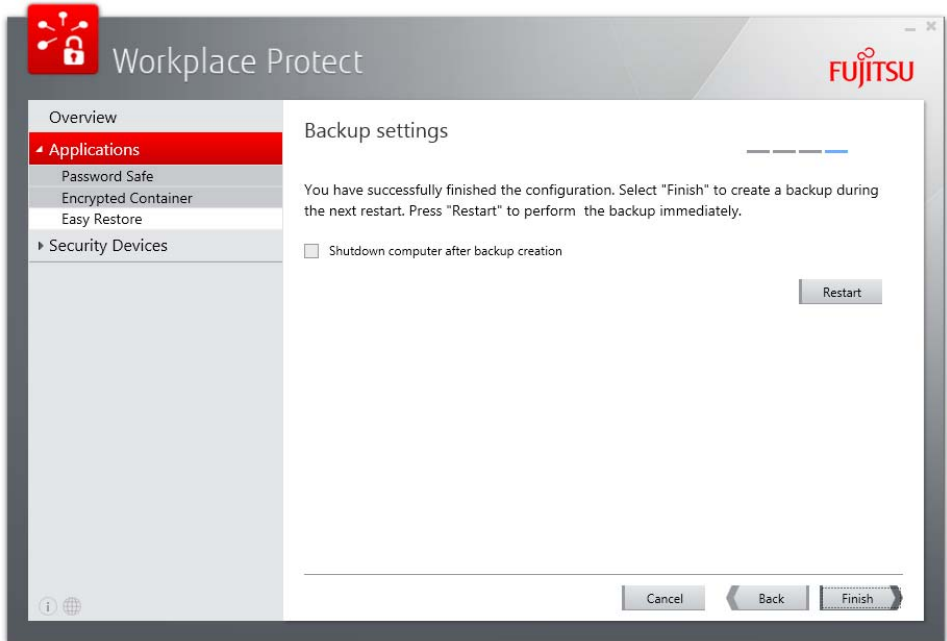 Workplace Protect
FUJITSU
Overview
Applications
Password Safe
Encrypted Container
Easy Restore
Security Devices
Backup settings
You have successfully finished the configuration. Select "Finish" to create a backup during
the next restart. Press "Restart" to perform  the backup immediately.
Shutdown computer after backup creation
Restart
Cancel
Back
Finish